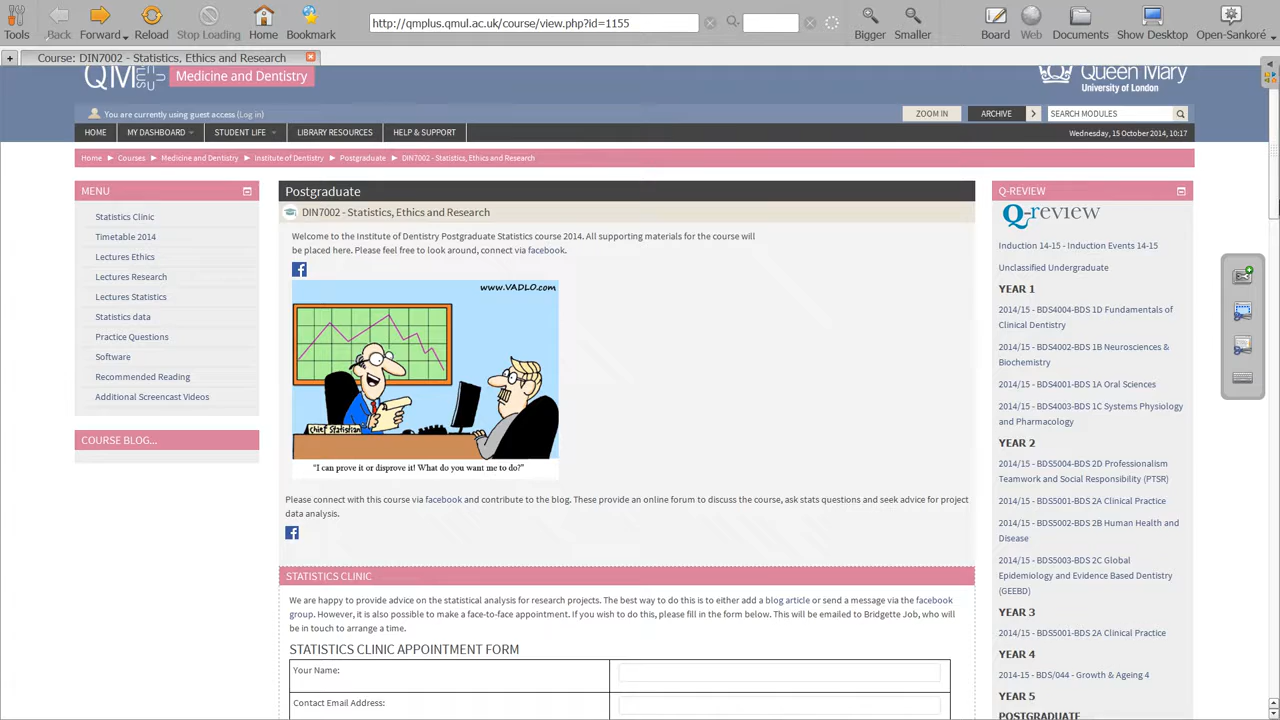 Tools Back Forward Reload Stop Loading Home Bookmark
http://qmplus.qmul.ac.uk/course/view.php?id=1155
Bigger Smaller Board Web Documents Show Desktop Open-Sankoré
Course: DIN7002 - Statistics, Ethics and Research
Medicine and Dentistry
Queen Mary
University of London
You are currently using guest access (Log in)
ZOOM IN ARCHIVE SEARCH MODULES
HOME MY DASHBOARD STUDENT LIFE LIBRARY RESOURCES HELP & SUPPORT
Wednesday, 15 October 2014, 10:17
Home Courses Medicine and Dentistry Institute of Dentistry Postgraduate DIN7002 - Statistics, Ethics and Research
MENU
Statistics Clinic
Timetable 2014
Lectures Ethics
Lectures Research
Lectures Statistics
Statistics data
Practice Questions
Software
Recommended Reading
Additional Screencast Videos
COURSE BLOG...
Postgraduate
DIN7002 - Statistics, Ethics and Research
Welcome to the Institute of Dentistry Postgraduate Statistics course 2014. All supporting materials for the course will
be placed here. Please feel free to look around, connect via facebook.
www.VADLO.com
Chief Statistian
"I can prove it or disprove it! What do you want me to do?"
Please connect with this course via facebook and contribute to the blog. These provide an online forum to discuss the course, ask stats questions and seek advice for project
data analysis.
STATISTICS CLINIC
We are happy to provide advice on the statistical analysis for research projects. The best way to do this is to either add a blog article or send a message via the facebook
group. However, it is also possible to make a face-to-face appointment. If you wish to do this, please fill in the form below. This will be emailed to Bridgette Job, who will
be in touch to arrange a time.
STATISTICS CLINIC APPOINTMENT FORM
Your Name:
Contact Email Address:
Q-REVIEW
Q-review
Induction 14-15 - Induction Events 14-15
Unclassified Undergraduate
YEAR 1
2014/15 - BDS4004-BDS 1D Fundamentals of
Clinical Dentistry
2014/15 - BDS4002-BDS 1B Neurosciences &
Biochemistry
2014/15 - BDS4001-BDS 1A Oral Sciences
2014/15 - BDS4003-BDS 1C Systems Physiology
and Pharmacology
YEAR 2
2014/15 - BDS5004-BDS 2D Professionalism
Teamwork and Social Responsibility (PTSR)
2014/15 - BDS5001-BDS 2A Clinical Practice
2014/15 - BDS5002-BDS 2B Human Health and
Disease
2014/15 - BDS5003-BDS 2C Global
Epidemiology and Evidence Based Dentistry
(GEEBD)
YEAR 3
2014/15 - BDS5001-BDS 2A Clinical Practice
YEAR 4
2014-15 - BDS/044 - Growth & Ageing 4
YEAR 5
POSTGRADUATE